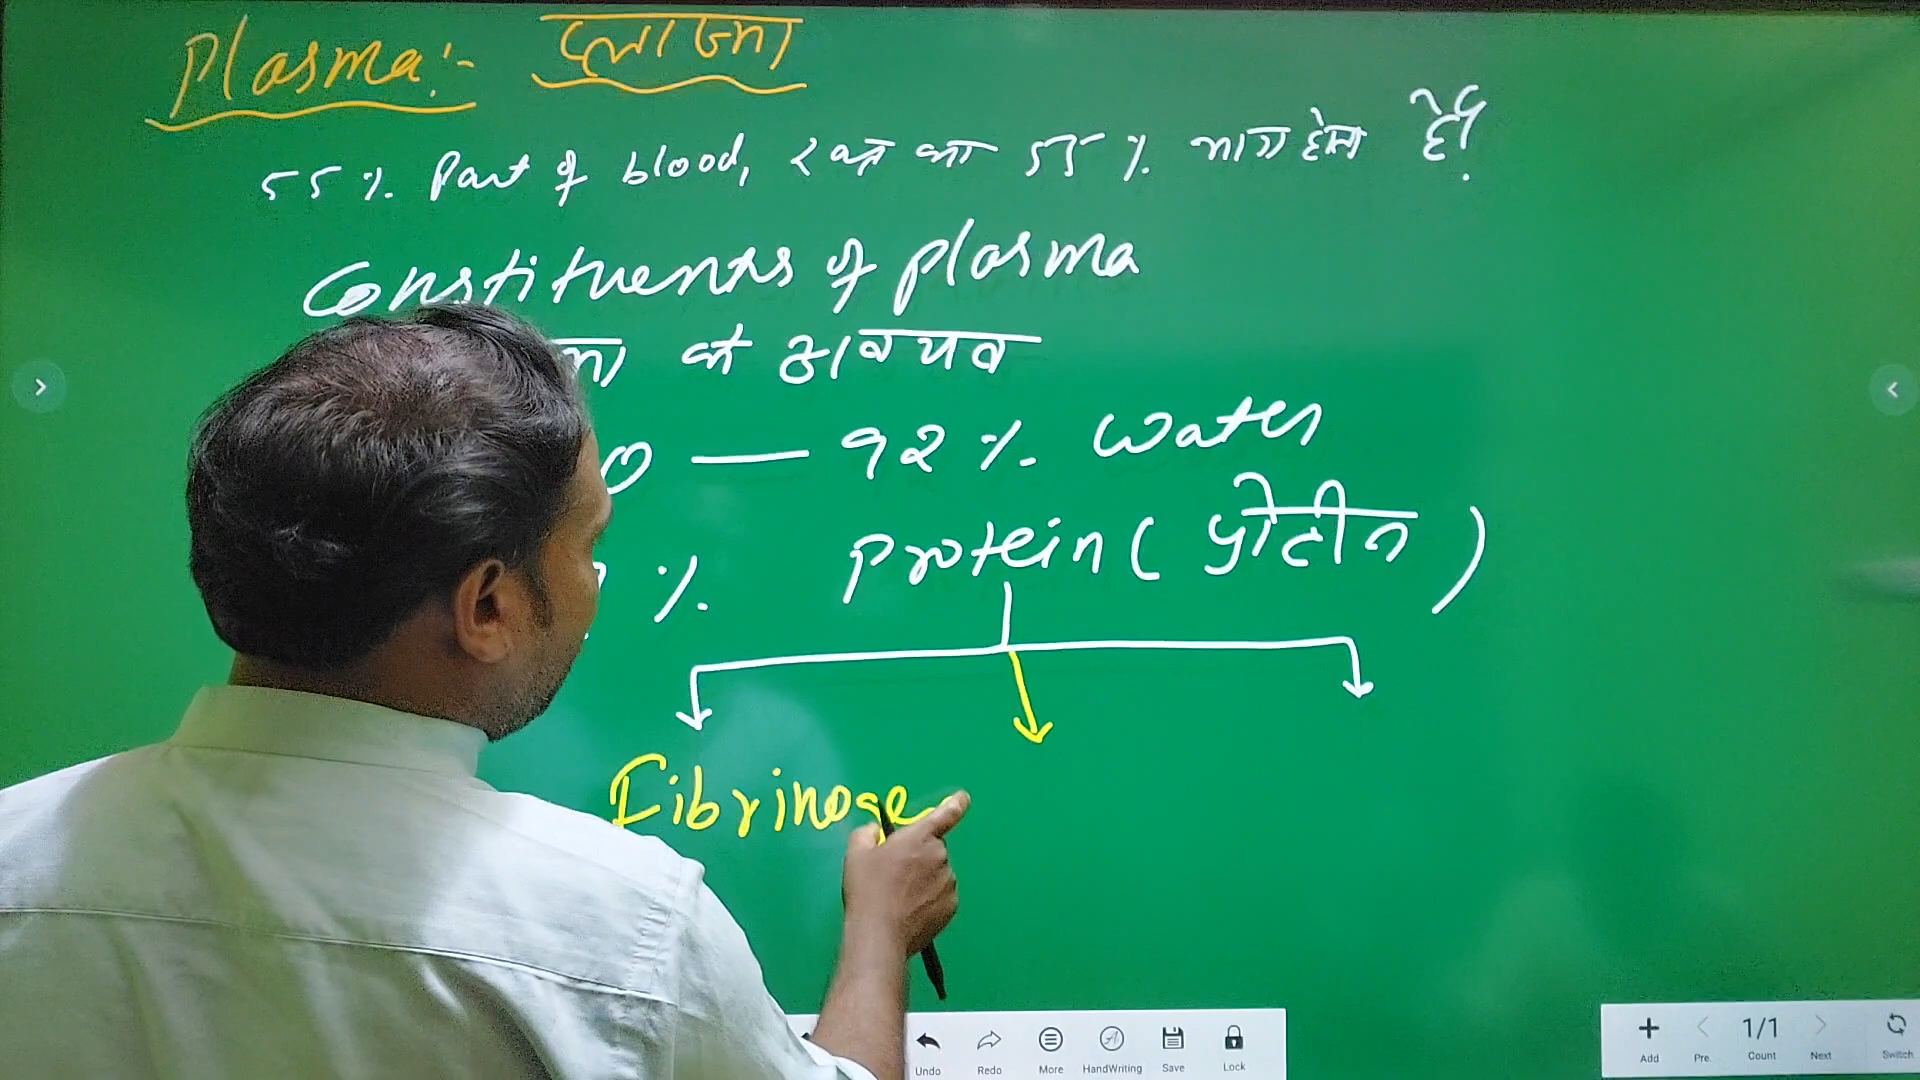 Plasma:- प्लाज्मा
55 %. Part of blood, रक्त का 55 %. भाग होता है।
Constituents of plasma
के अवयव
0 — 92 %. Water
%. Protein ( प्रोटीन )
Fibrinoge
Undo Redo More HandWriting Save Lock
Add Pre. 1/1 Count Next Switch